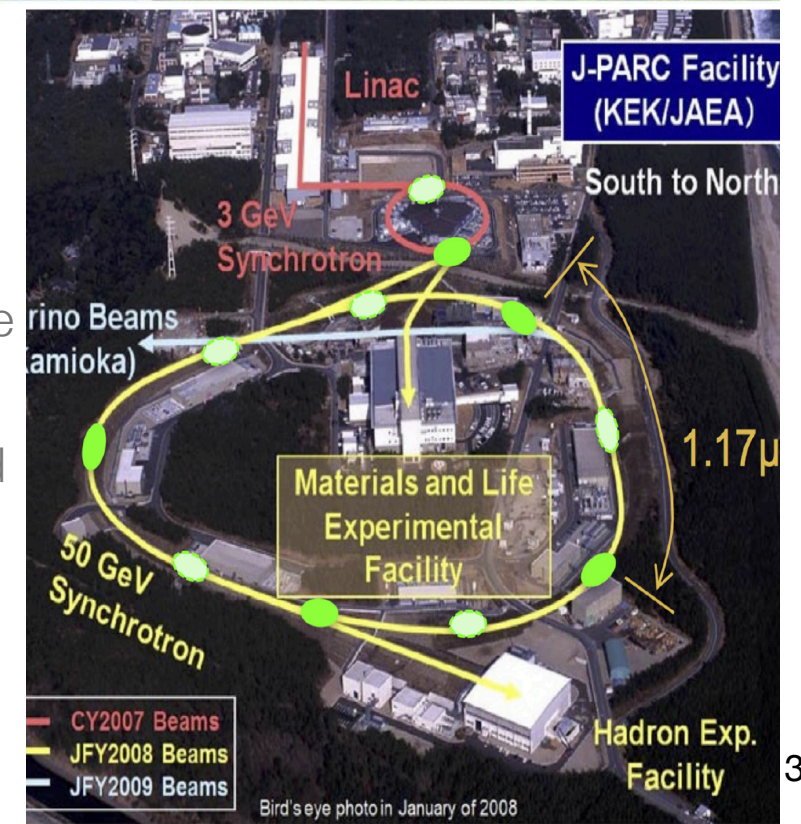 J-PARC Facility
(KEK/JAEA)
Linac
South to North
3 GeV
Synchrotron
e
rino Beams
Kamioka)
d
1.17μ
Materials and Life
Experimental
Facility
50 GeV
Synchrotron
CY2007 Beams
JFY2008 Beams
JFY2009 Beams
Hadron Exp.
Facility
3
Bird's eye photo in January of 2008